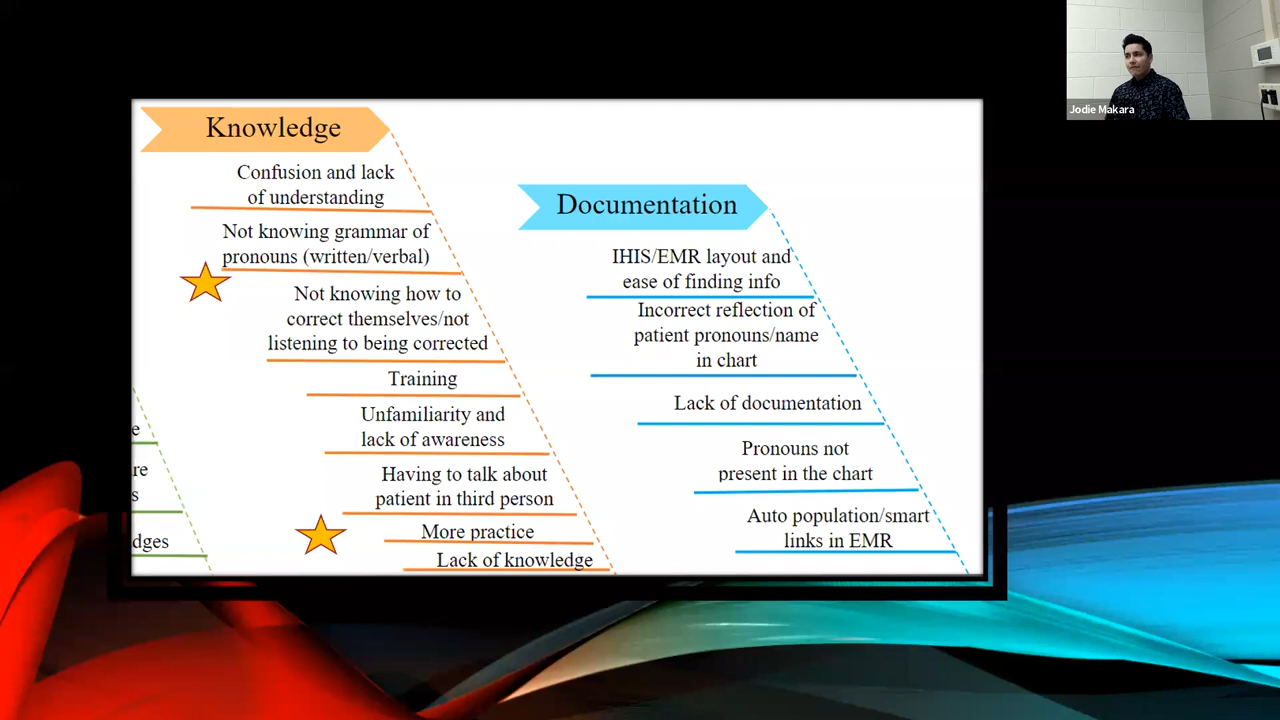 Jodie Makara
Knowledge
Confusion and lack
of understanding
Not knowing grammar of
pronouns (written/verbal)
Not knowing how to
correct themselves/not
listening to being corrected
Training
Unfamiliarity and
lack of awareness
Having to talk about
patient in third person
More practice
Lack of knowledge
Documentation
IHIS/EMR layout and
ease of finding info
Incorrect reflection of
patient pronouns/name
in chart
Lack of documentation
Pronouns not
present in the chart
Auto population/smart
links in EMR
e
re
s
dges